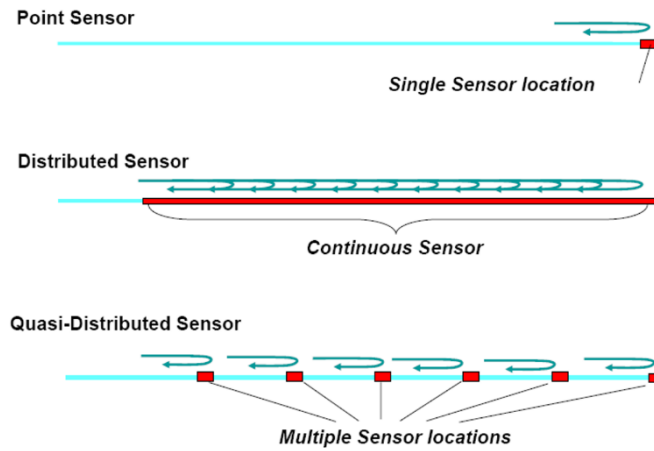 Point Sensor
Single Sensor location
Distributed Sensor
Continuous Sensor
Quasi-Distributed Sensor
Multiple Sensor locations